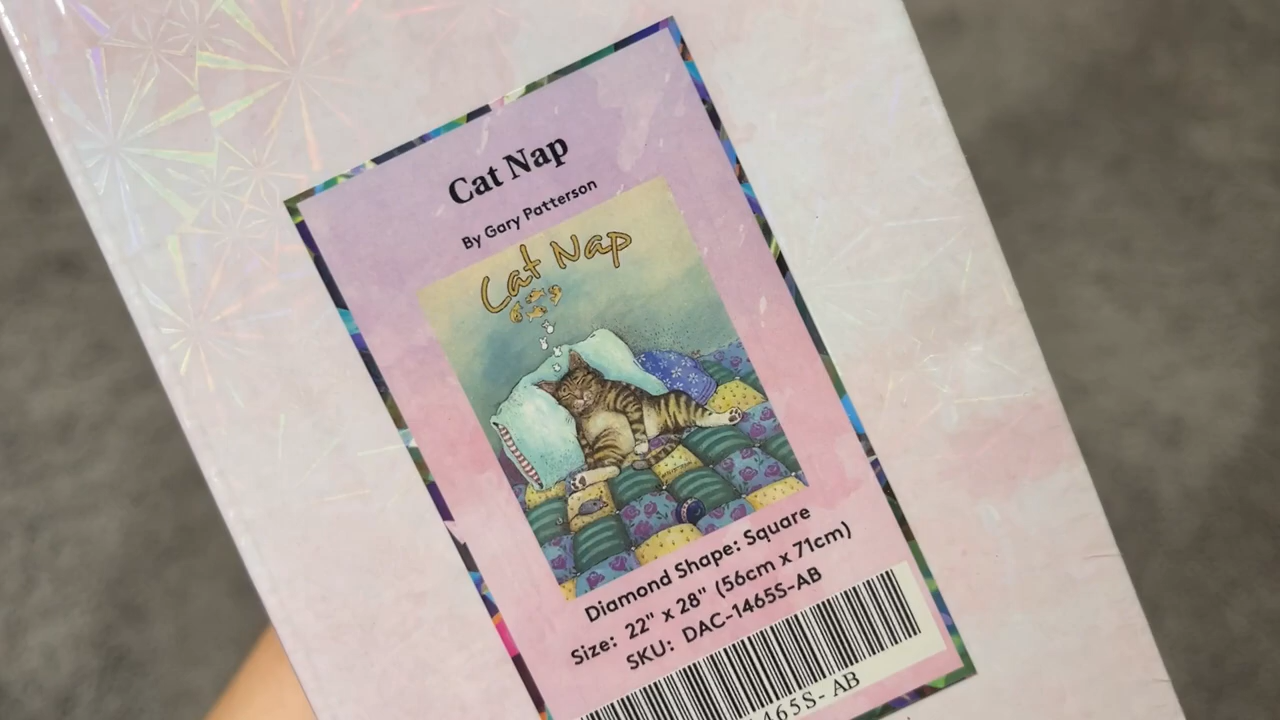 Cat Nap
By Gary Patterson
Cat Nap
Diamond Shape: Square
Size: 22" x 28" (56cm x 71cm)
SKU: DAC-1465S-AB
465S-AB